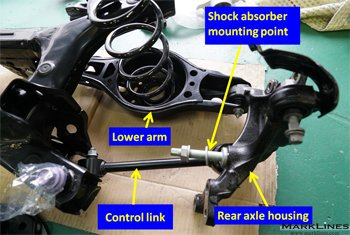 Shock absorber
mounting point
Lower arm
Control link
Rear axle housing
MARKLINES